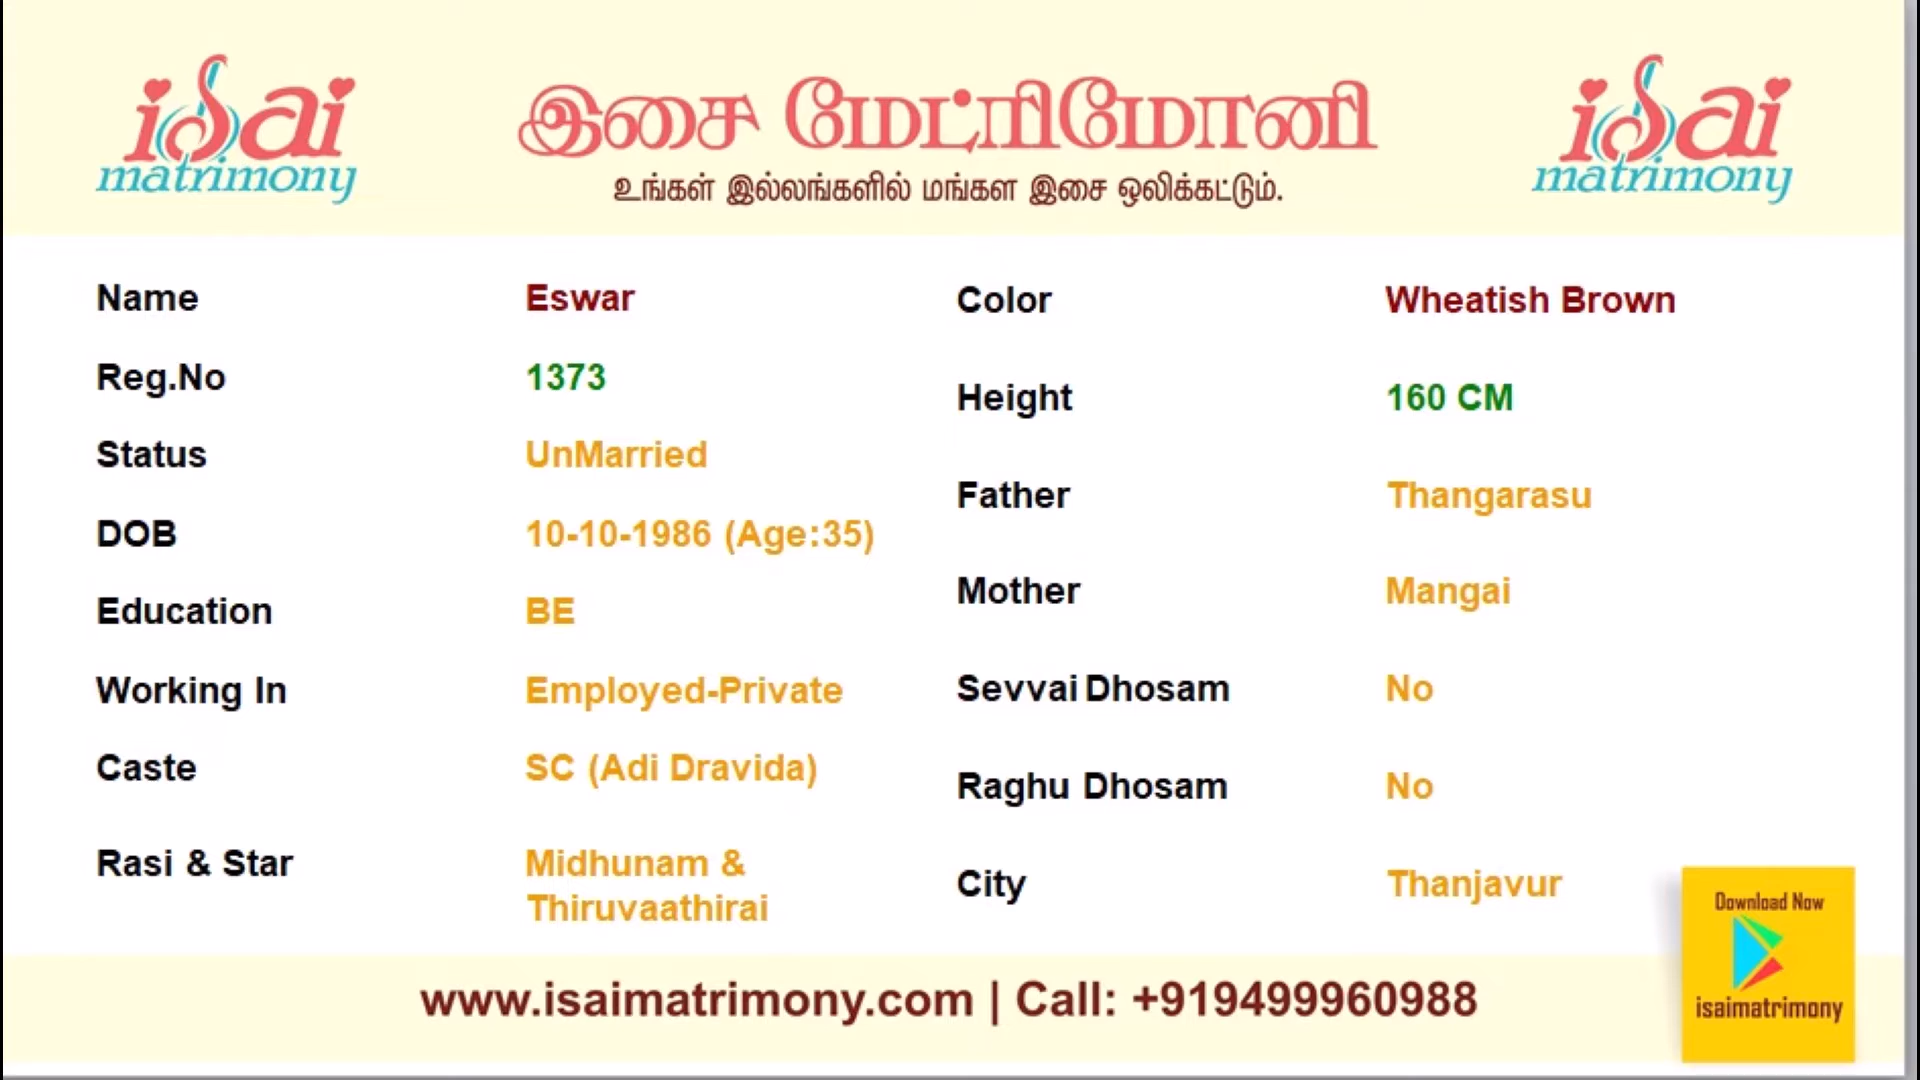 isai
matrimony
இசை மேட்ரிமோனி
உங்கள் இல்லங்களில் மங்கள இசை ஒலிக்கட்டும்.
isai
matrimony
Name Eswar
Reg.No 1373
Status UnMarried
DOB 10-10-1986 (Age:35)
Education BE
Working In Employed-Private
Caste SC (Adi Dravida)
Rasi & Star Midhunam &
Thiruvaathirai
Color Wheatish Brown
Height 160 CM
Father Thangarasu
Mother Mangai
Sevvai Dhosam No
Raghu Dhosam No
City Thanjavur
Download Now
isaimatrimony
www.isaimatrimony.com | Call: +919499960988